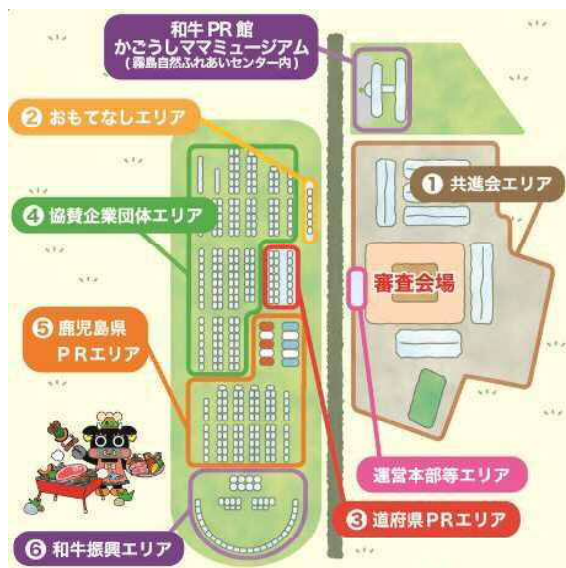 和牛 PR 館
かごうしママミュージアム
(霧島自然ふれあいセンター内)
❷ おもてなしエリア
❶ 共進会エリア
❹ 協賛企業団体エリア
審査会場
❺ 鹿児島県
PRエリア
運営本部等エリア
❸ 道府県PRエリア
❻ 和牛振興エリア